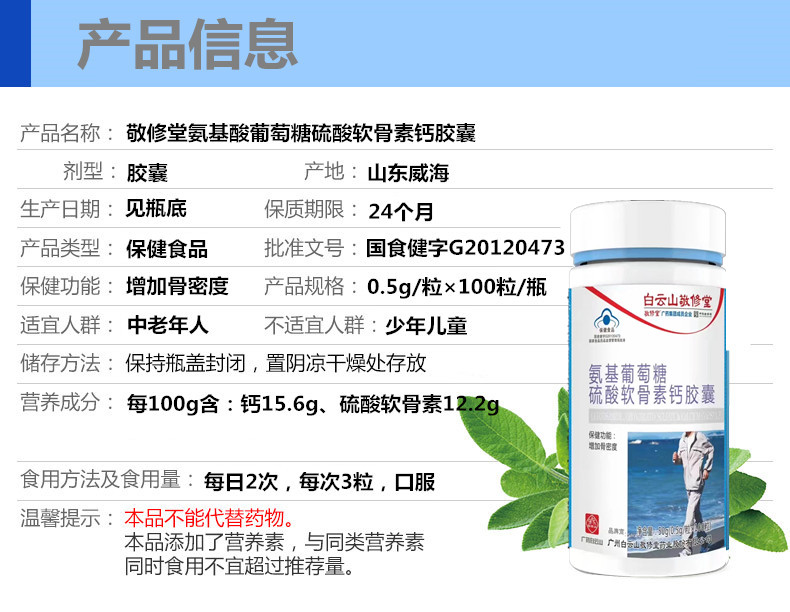 产品信息
产品名称： 敬修堂氨基酸葡萄糖硫酸软骨素钙胶囊
剂型： 胶囊 产地： 山东威海
生产日期： 见瓶底 保质期限： 24个月
产品类型： 保健食品 批准文号： 国食健字G20120473
保健功能： 增加骨密度 产品规格： 0.5g/粒×100粒/瓶
适宜人群： 中老年人 不适宜人群： 少年儿童
储存方法： 保持瓶盖封闭，置阴凉干燥处存放
营养成分： 每100g含：钙15.6g、硫酸软骨素12.2g
食用方法及食用量： 每日2次，每次3粒，口服
温馨提示： 本品不能代替药物。
本品添加了营养素，与同类营养素
同时食用不宜超过推荐量。
白云山敬修堂
保健食品
氨基葡萄糖
硫酸软骨素钙胶囊
保健功能：
增加骨密度
广州白云山敬修堂药业股份有限公司